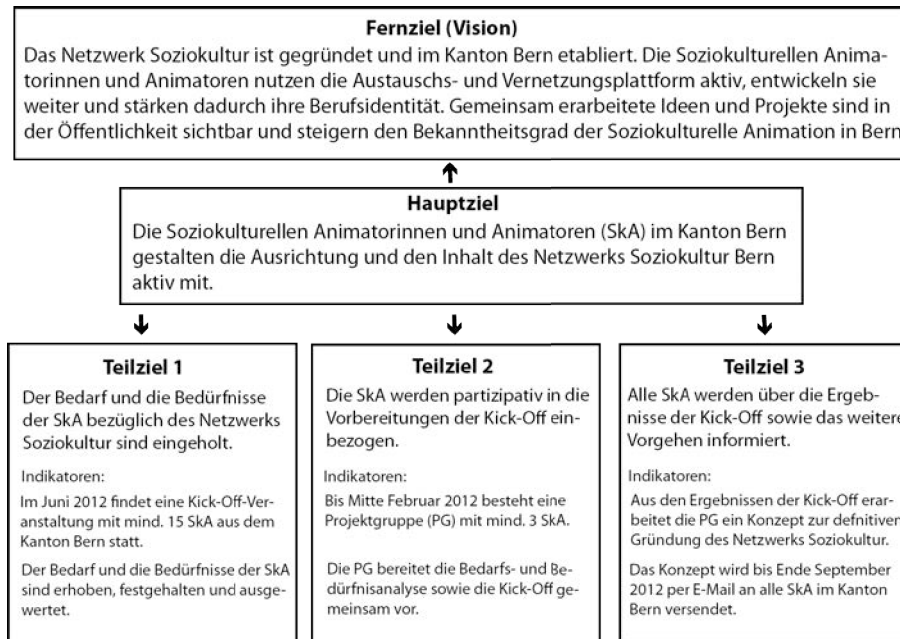 Fernziel (Vision)
Das Netzwerk Soziokultur ist gegründet und im Kanton Bern etabliert. Die Soziokulturellen Anima-
torinnen und Animatoren nutzen die Austauschs- und Vernetzungsplattform aktiv, entwickeln sie
weiter und stärken dadurch ihre Berufsidentität. Gemeinsam erarbeitete Ideen und Projekte sind in
der Öffentlichkeit sichtbar und steigern den Bekanntheitsgrad der Soziokulturelle Animation in Bern
Hauptziel
Die Soziokulturellen Animatorinnen und Animatoren (SkA) im Kanton Bern
gestalten die Ausrichtung und den Inhalt des Netzwerks Soziokultur Bern
aktiv mit.
Teilziel 1
Der Bedarf und die Bedürfnisse
der SkA bezüglich des Netzwerks
Soziokultur sind eingeholt.
Indikatoren:
Im Juni 2012 findet eine Kick-Off-Ver-
anstaltung mit mind. 15 SkA aus dem
Kanton Bern statt.
Der Bedarf und die Bedürfnisse der SkA
sind erhoben, festgehalten und ausge-
wertet.
Teilziel 2
Die SkA werden partizipativ in die
Vorbereitungen der Kick-Off ein-
bezogen.
Indikatoren:
Bis Mitte Februar 2012 besteht eine
Projektgruppe (PG) mit mind. 3 SkA.
Die PG bereitet die Bedarfs- und Be-
dürfnisanalyse sowie die Kick-Off ge-
meinsam vor.
Teilziel 3
Alle SkA werden über die Ergeb-
nisse der Kick-Off sowie das weitere
Vorgehen informiert.
Indikatoren:
Aus den Ergebnissen der Kick-Off erar-
beitet die PG ein Konzept zur defnitiven
Gründung des Netzwerks Soziokultur.
Das Konzept wird bis Ende September
2012 per E-Mail an alle SkA im Kanton
Bern versendet.